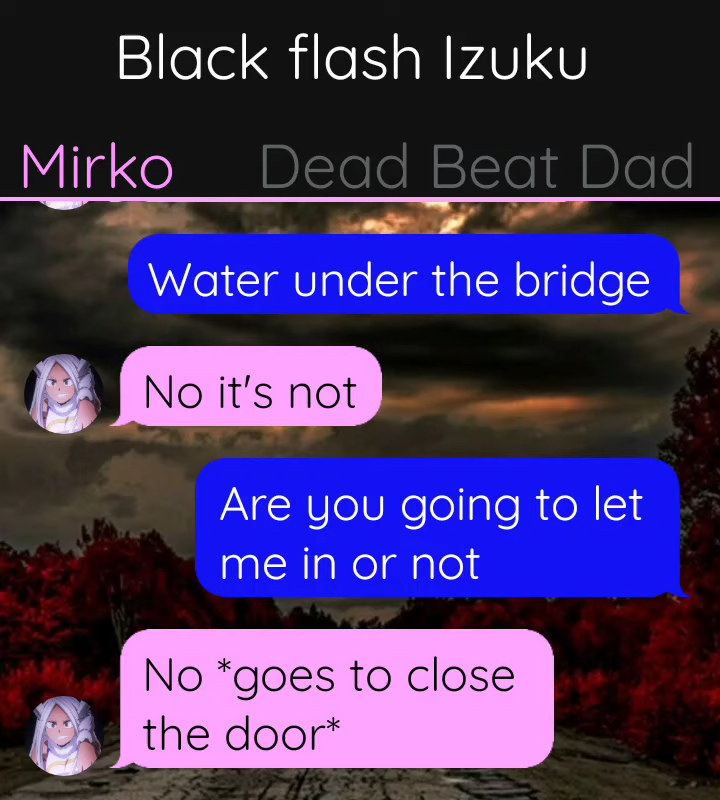 Black flash Izuku
Mirko Dead Beat Dad
Water under the bridge
No it's not
Are you going to let
me in or not
No *goes to close
the door*